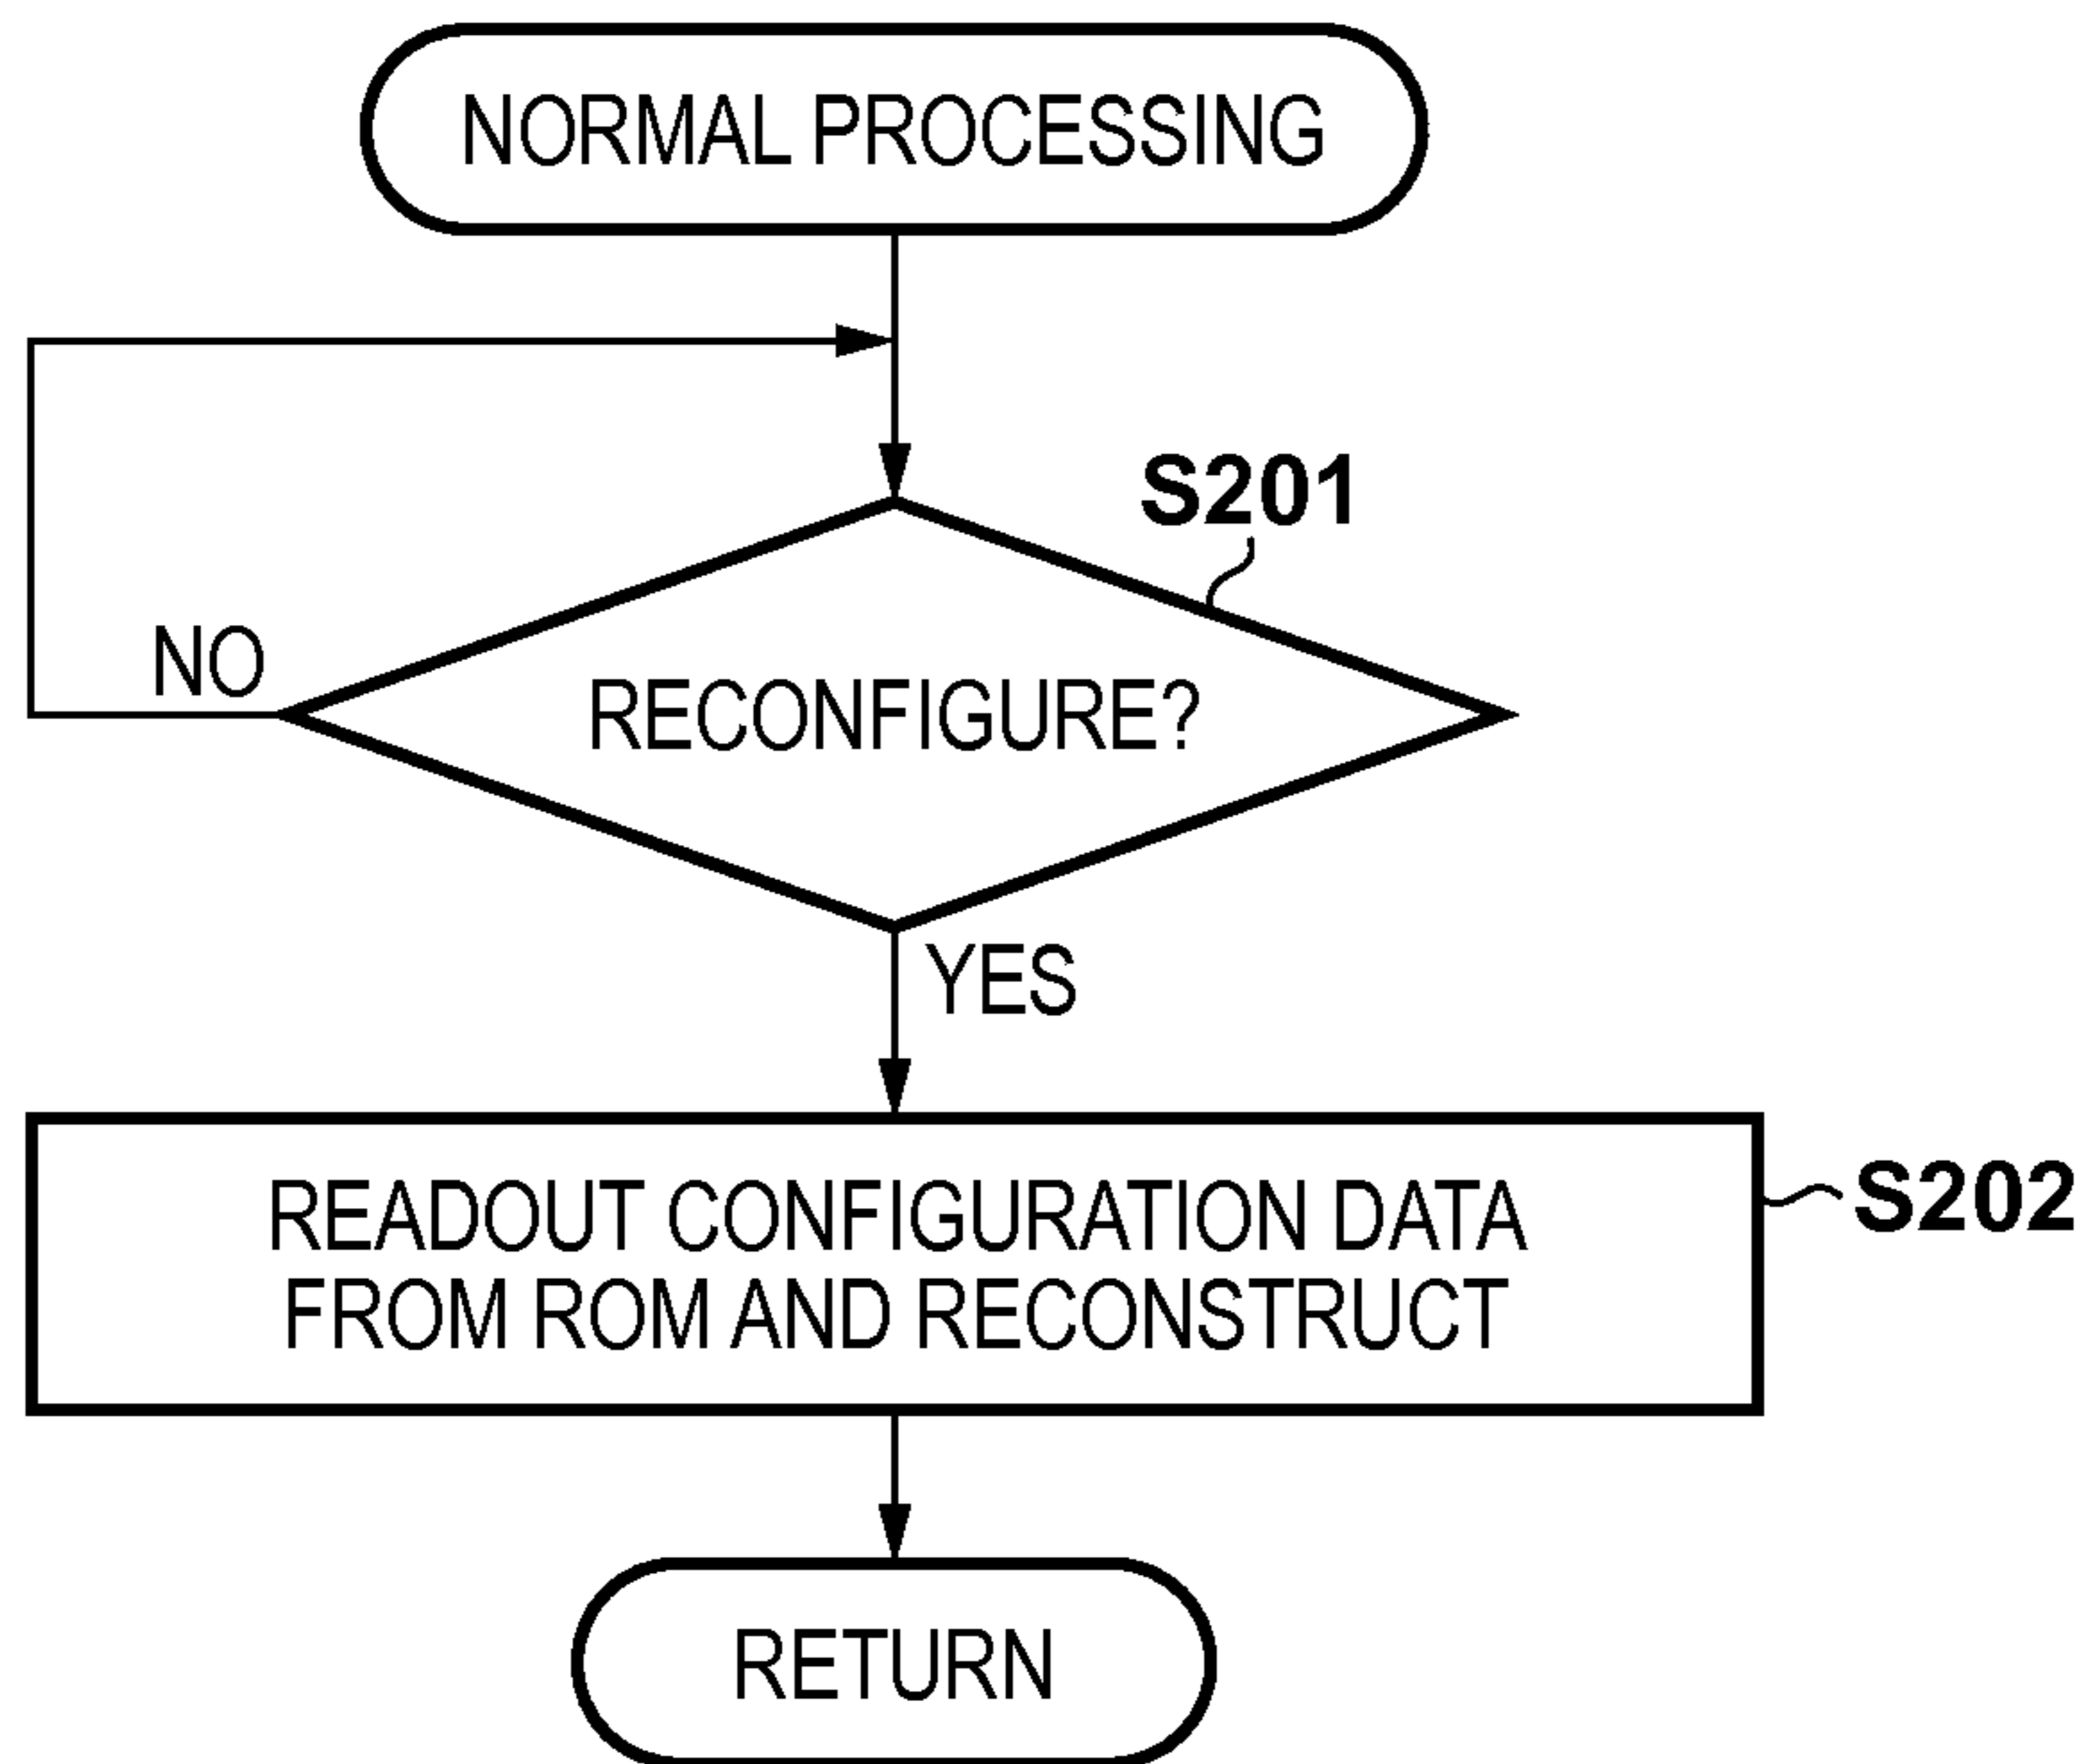 NORMAL PROCESSING
S201
NO
RECONFIGURE?
YES
READOUT CONFIGURATION DATA
FROM ROM AND RECONSTRUCT
S202
RETURN